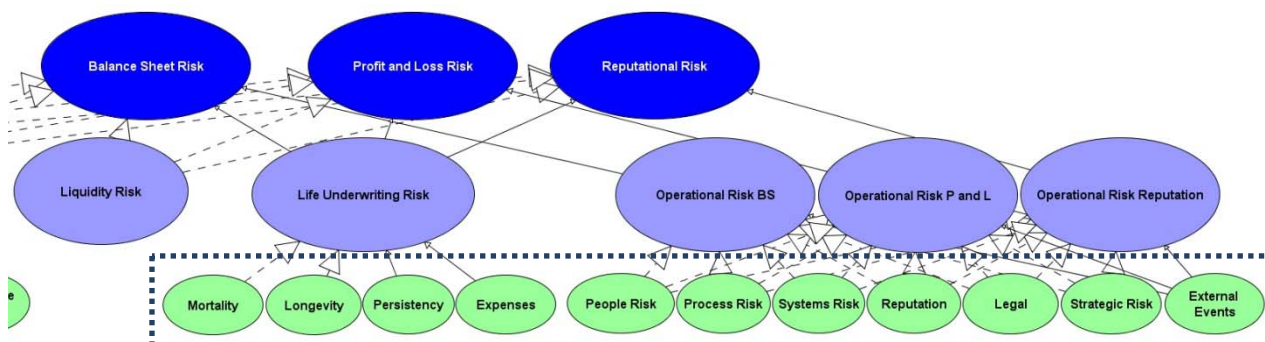 Balance Sheet Risk
Profit and Loss Risk
Reputational Risk
Liquidity Risk
Life Underwriting Risk
Operational Risk BS
Operational Risk P and L
Operational Risk Reputation
e
Mortality
Longevity
Persistency
Expenses
People Risk
Process Risk
Systems Risk
Reputation
Legal
Strategic Risk
External
Events